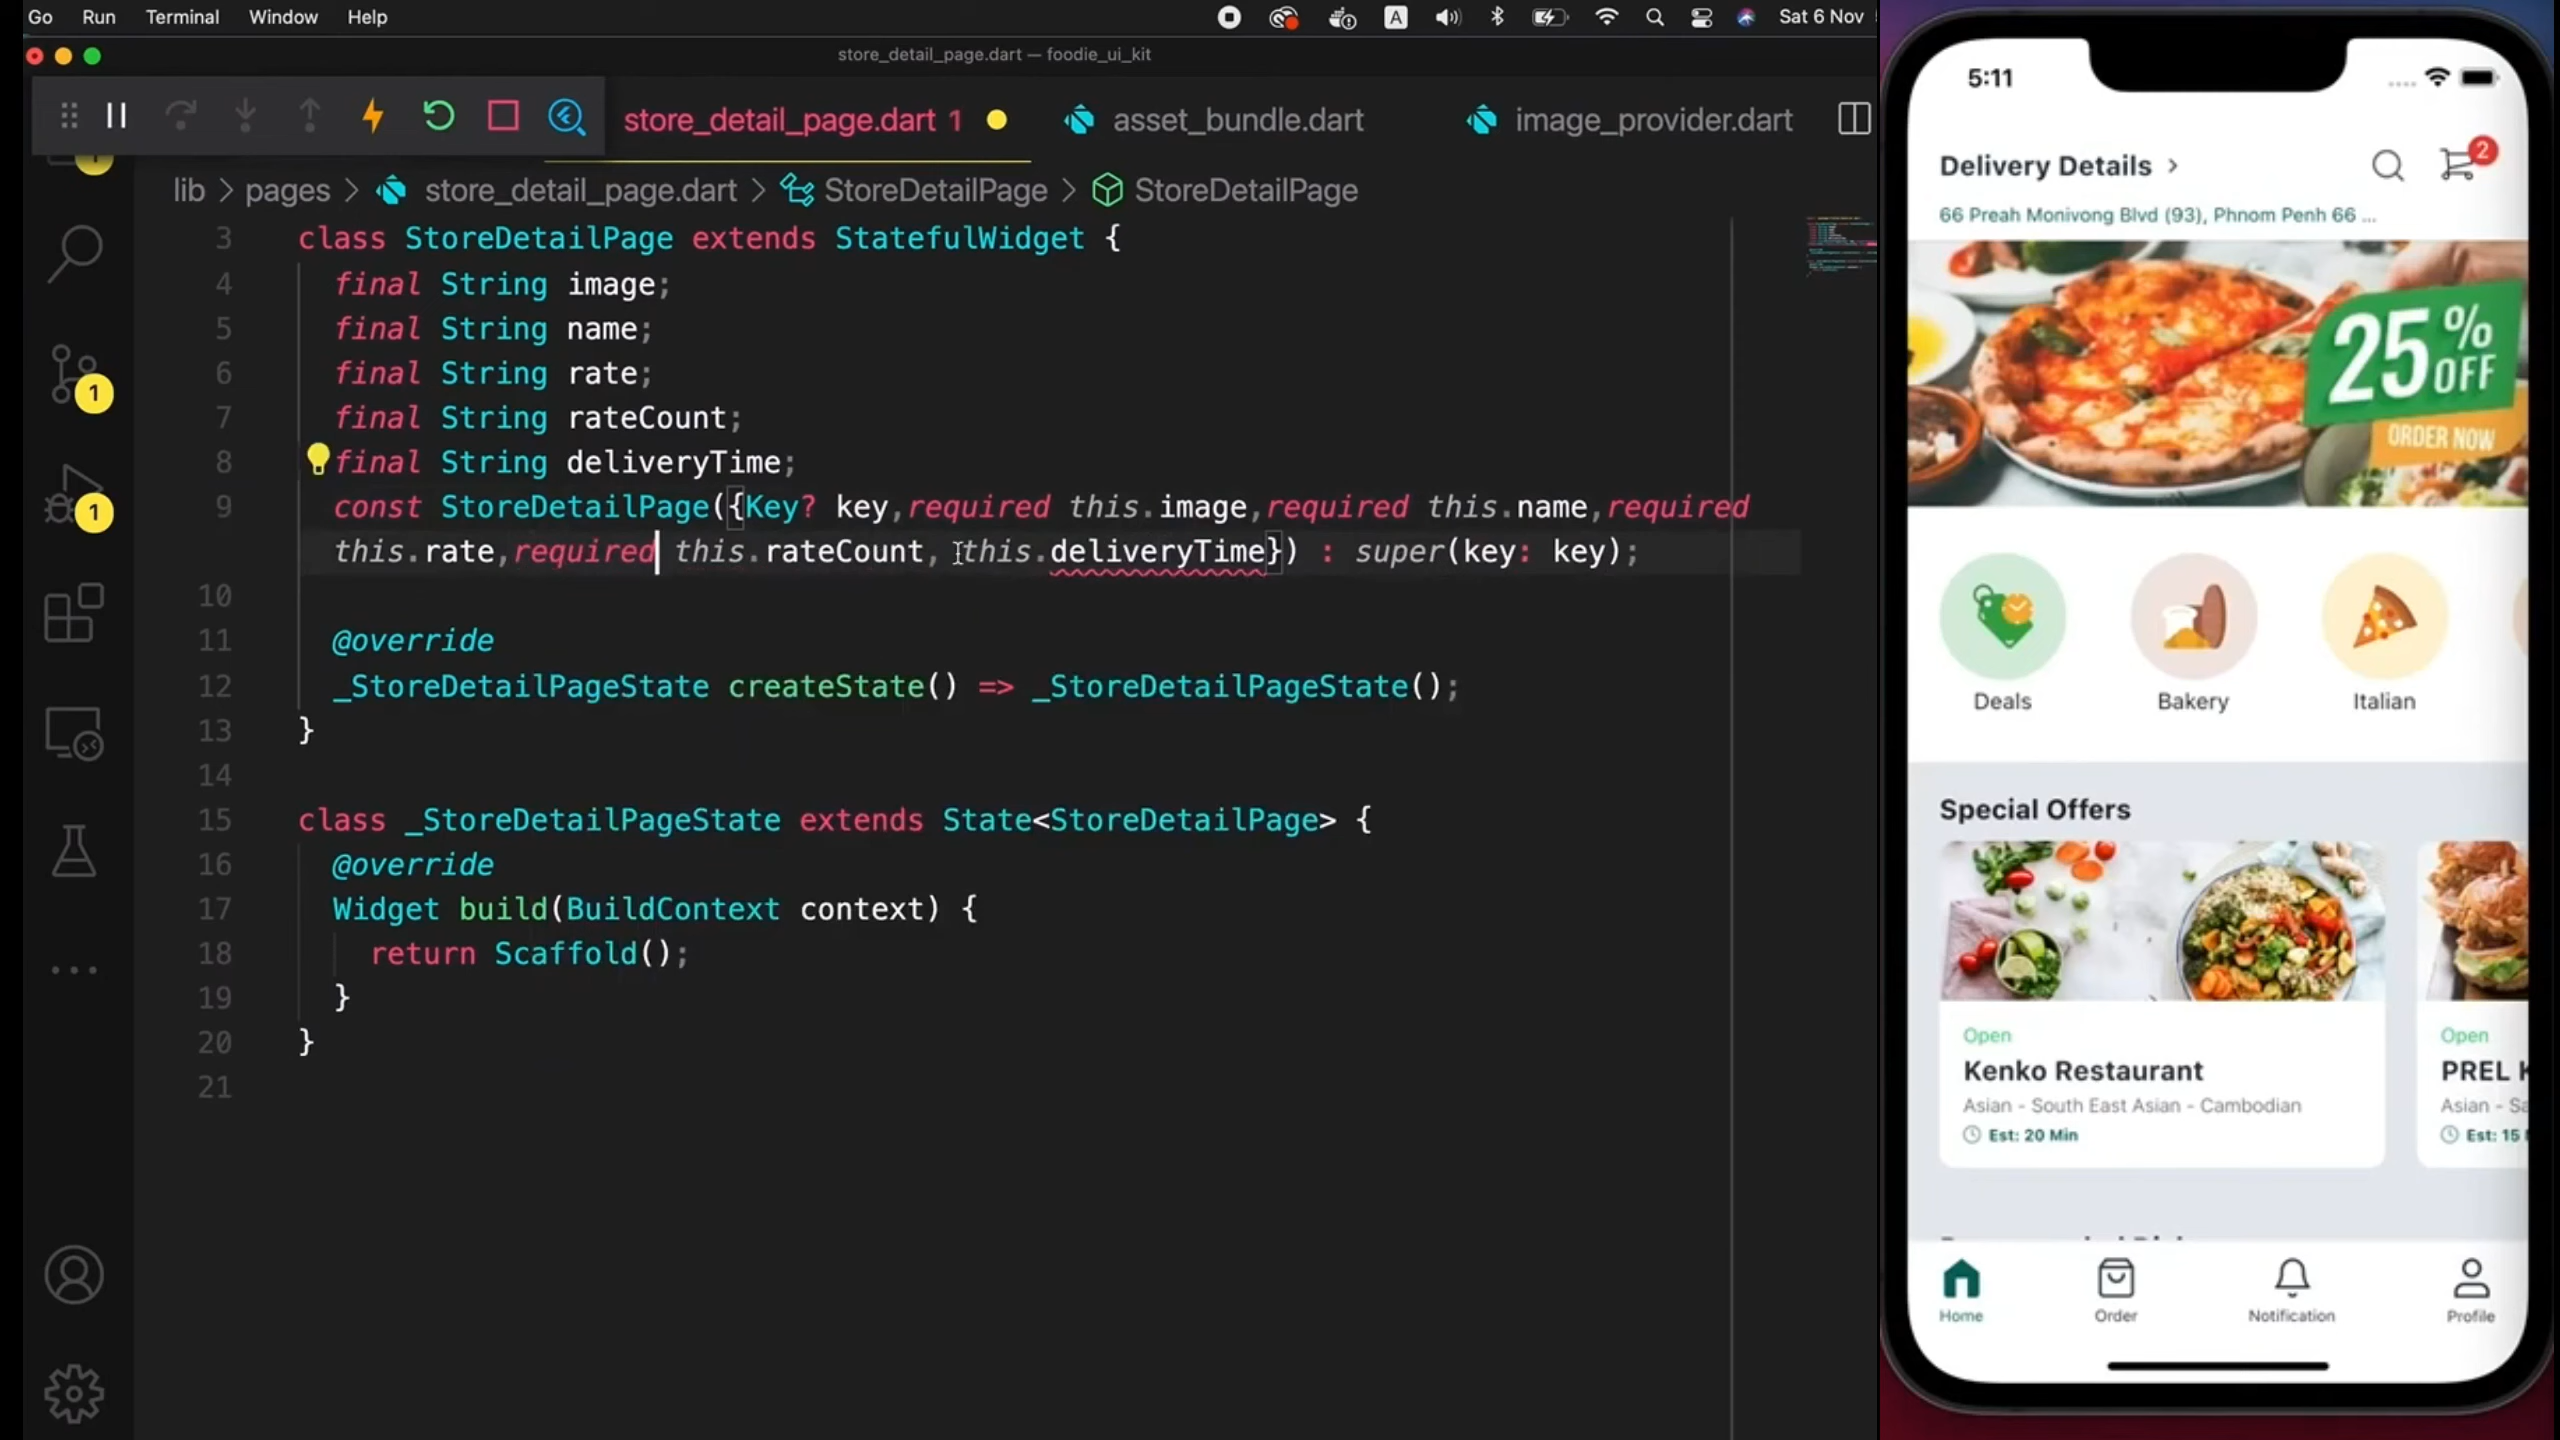 Go Run Terminal Window Help
A
Sat 6 Nov
store_detail_page.dart — foodie_ui_kit
store_detail_page.dart 1
asset_bundle.dart
image_provider.dart
lib > pages > store_detail_page.dart > StoreDetailPage > StoreDetailPage
3 class StoreDetailPage extends StatefulWidget {
4 final String image;
5 final String name;
6 final String rate;
7 final String rateCount;
8 final String deliveryTime;
9 const StoreDetailPage({Key? key,required this.image,required this.name,required
this.rate,required this.rateCount, this.deliveryTime}) : super(key: key);
10
11 @override
12 _StoreDetailPageState createState() => _StoreDetailPageState();
13 }
14
15 class _StoreDetailPageState extends State<StoreDetailPage> {
16 @override
17 Widget build(BuildContext context) {
18 return Scaffold();
19 }
20 }
21
1
1
5:11
Delivery Details >
2
66 Preah Monivong Blvd (93), Phnom Penh 66 ...
25% OFF
ORDER NOW
Deals
Bakery
Italian
Special Offers
Open
Kenko Restaurant
Asian - South East Asian - Cambodian
Est: 20 Min
Open
PREL
Asian -
Est: 15
Home
Order
Notification
Profile